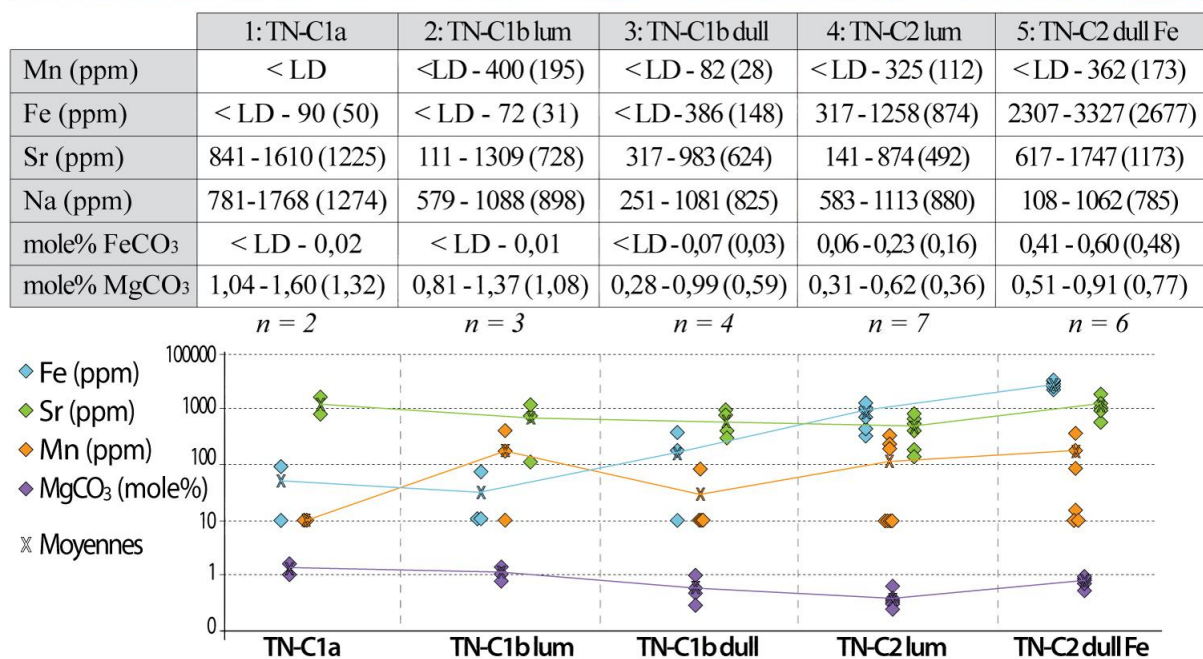 1: TN-C1a 2: TN-C1b lum 3: TN-C1b dull 4: TN-C2 lum 5: TN-C2 dull Fe
Mn (ppm) < LD <LD - 400 (195) <LD - 82 (28) <LD - 325 (112) <LD - 362 (173)
Fe (ppm) < LD - 90 (50) < LD - 72 (31) <LD-386 (148) 317-1258 (874) 2307-3327 (2677)
Sr (ppm) 841 -1610 (1225) 111 - 1309 (728) 317-983 (624) 141 - 874 (492) 617-1747 (1173)
Na (ppm) 781-1768 (1274) 579 - 1088 (898) 251 -1081 (825) 583 - 1113 (880) 108 - 1062 (785)
mole% FeCO₃ < LD - 0,02 < LD - 0,01 <LD-0,07 (0,03) 0,06 -0,23 (0,16) 0,41 - 0,60 (0,48)
mole% MgCO₃ 1,04 -1,60 (1,32) 0,81 - 1,37 (1,08) 0,28 -0,99 (0,59) 0,31 - 0,62 (0,36) 0,51 - 0,91 (0,77)
n = 2 n = 3 n = 4 n = 7 n = 6
Fe (ppm)
Sr (ppm)
Mn (ppm)
MgCO₃ (mole%)
Moyennes
100000
1000
100
10
1
0
TN-C1a TN-C1b lum TN-C1b dull TN-C2 lum TN-C2 dull Fe